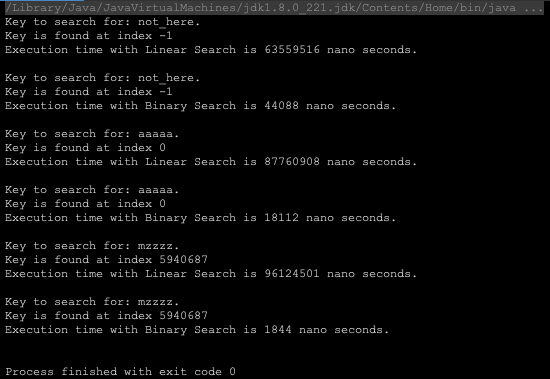 /Library/Java/JavaVirtualMachines/jdk1.8.0_221.jdk/Contents/Home/bin/java ...
Key to search for: not_here.
Key is found at index -1
Execution time with Linear Search is 63559516 nano seconds.
Key to search for: not_here.
Key is found at index -1
Execution time with Binary Search is 44088 nano seconds.
Key to search for: aaaaa.
Key is found at index 0
Execution time with Linear Search is 87760908 nano seconds.
Key to search for: aaaaa.
Key is found at index 0
Execution time with Binary Search is 18112 nano seconds.
Key to search for: mzzzz.
Key is found at index 5940687
Execution time with Linear Search is 96124501 nano seconds.
Key to search for: mzzzz.
Key is found at index 5940687
Execution time with Binary Search is 1844 nano seconds.
Process finished with exit code 0